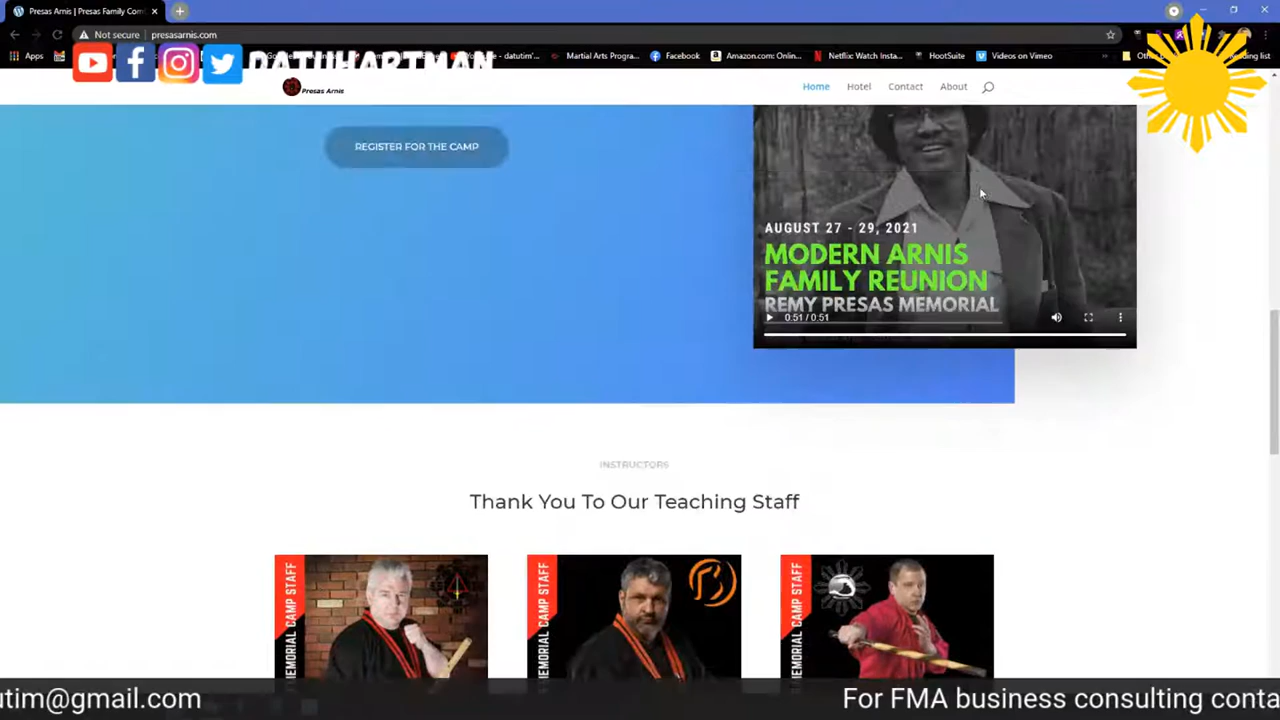 Presas Arnis | Presas Family Com
Not secure | presasarnis.com
Apps
datutim'...
Martial Arts Progra...
Facebook
Amazon.com: Onlin...
Netflix: Watch Insta...
HootSuite
Videos on Vimeo
DATUHARTMAN
Presas Arnis
Home
Hotel
Contact
About
REGISTER FOR THE CAMP
AUGUST 27 - 29, 2021
MODERN ARNIS
FAMILY REUNION
REMY PRESAS MEMORIAL
0:51 / 0:51
INSTRUCTORS
Thank You To Our Teaching Staff
MEMORIAL CAMP STAFF
MEMORIAL CAMP STAFF
MEMORIAL CAMP STAFF
utim@gmail.com
For FMA business consulting conta